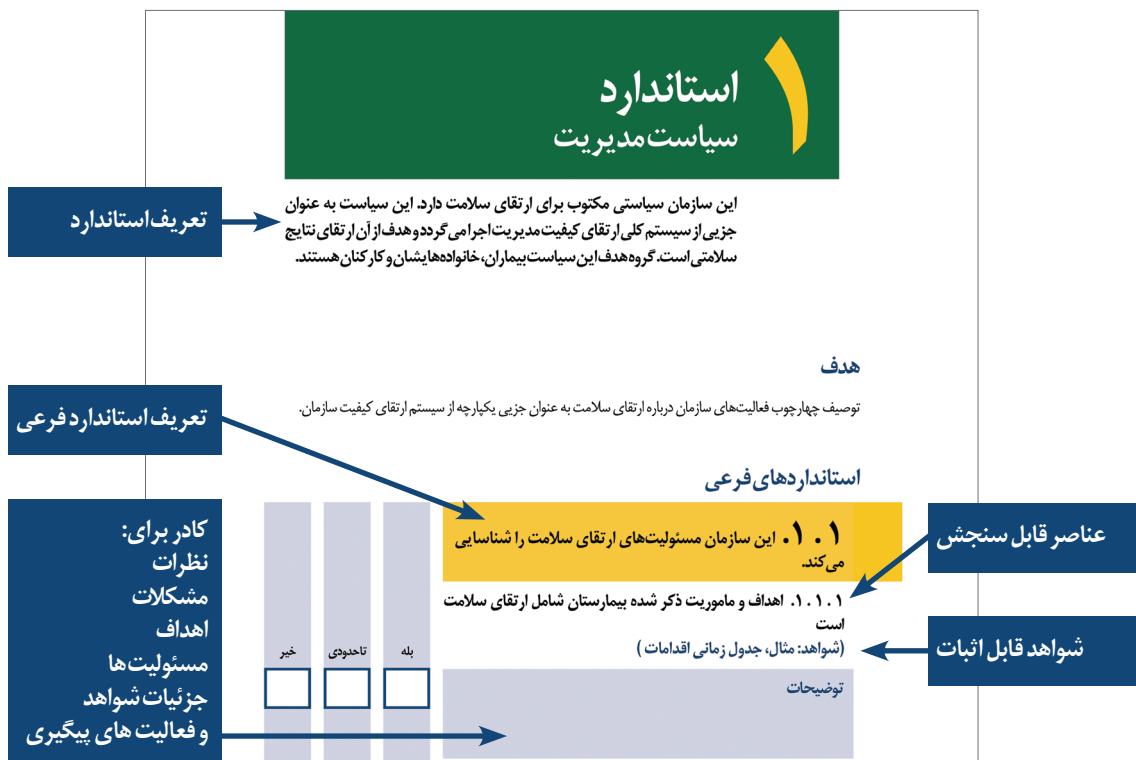 ۱
استاندارد
سیاست مدیریت
تعریف استاندارد
این سازمان سیاستی مکتوب برای ارتقای سلامت دارد. این سیاست به عنوان
جزیی از سیستم کلی ارتقای کیفیت مدیریت اجرا می‌گردد و هدف از آن ارتقای نتایج
سلامتی است. گروه هدف این سیاست بیماران، خانواده‌هایشان و کارکنان هستند.
هدف
توصیف چهارچوب فعالیت‌های سازمان درباره ارتقای سلامت به عنوان جزیی یکپارچه از سیستم ارتقای کیفیت سازمان.
تعریف استاندارد فرعی
استانداردهای فرعی
۱.۱. این سازمان مسئولیت‌های ارتقای سلامت را شناسایی
می‌کند.
عناصر قابل سنجش
۱.۱.۱. اهداف و ماموریت ذکر شده بیمارستان شامل ارتقای سلامت
است
(شواهد: مثال، جدول زمانی اقدامات )
شواهد قابل اثبات
بله
تاحدودی
خیر
توضیحات
کادر برای:
نظرات
مشکلات
اهداف
مسئولیت‌ها
جزئیات شواهد
و فعالیت های پیگیری